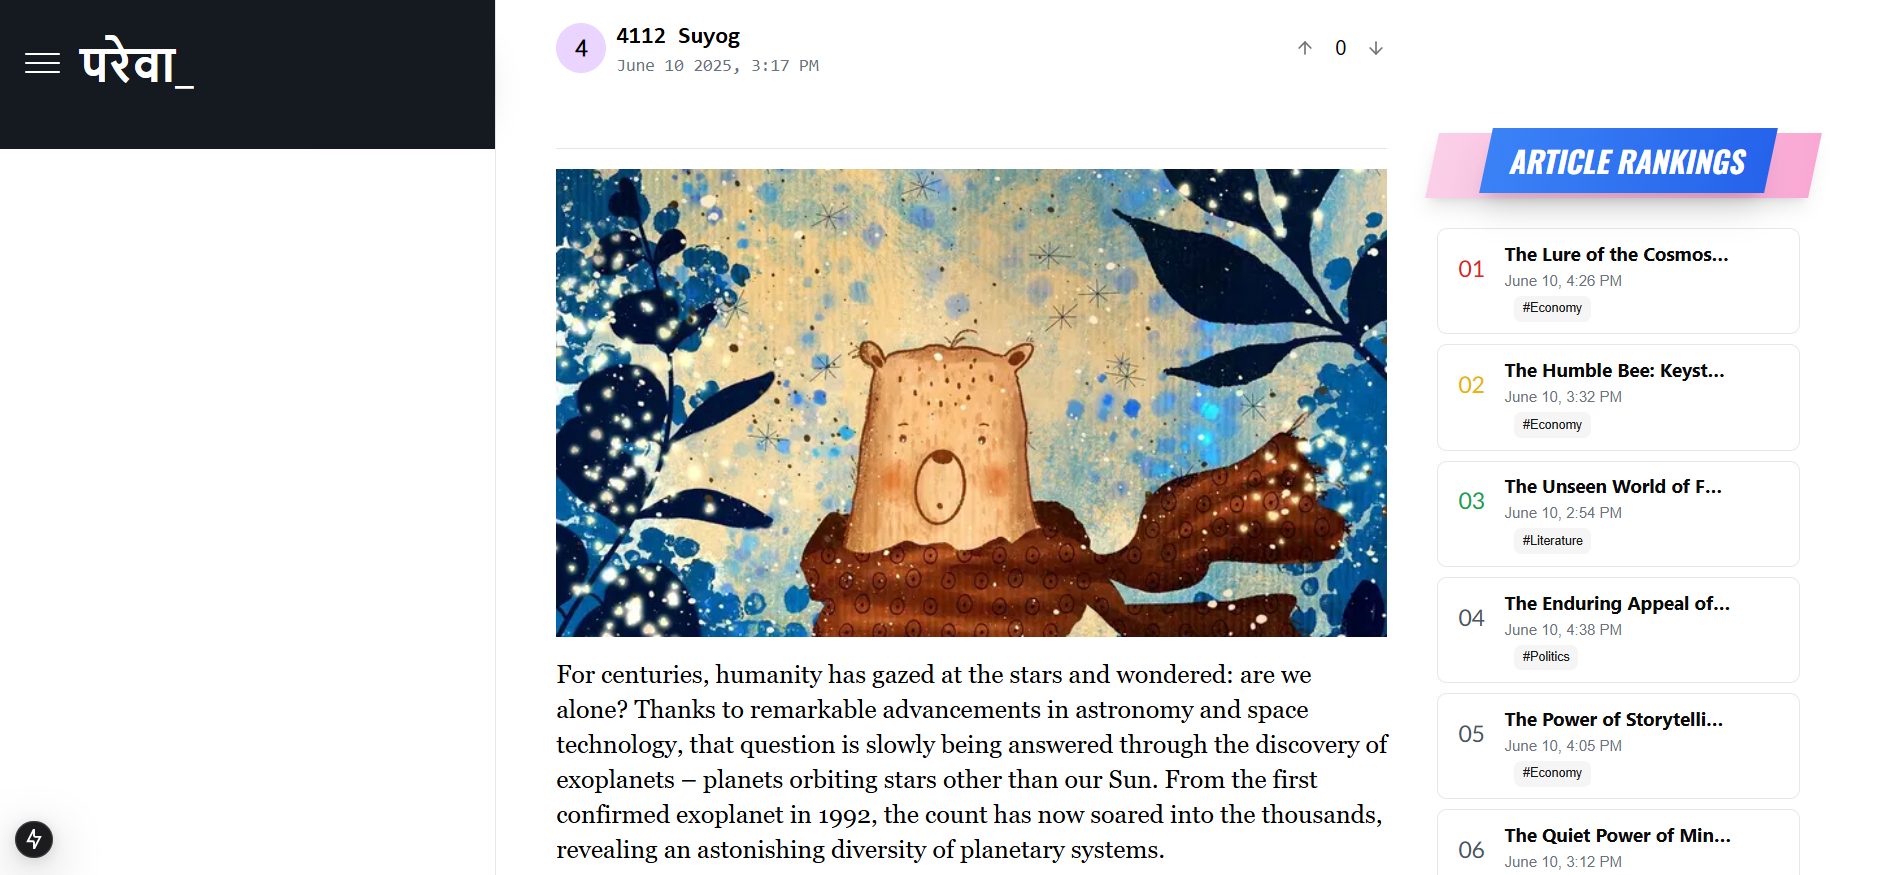 परेवा_
4
4112 Suyog
June 10 2025, 3:17 PM
0
For centuries, humanity has gazed at the stars and wondered: are we
alone? Thanks to remarkable advancements in astronomy and space
technology, that question is slowly being answered through the discovery of
exoplanets – planets orbiting stars other than our Sun. From the first
confirmed exoplanet in 1992, the count has now soared into the thousands,
revealing an astonishing diversity of planetary systems.
ARTICLE RANKINGS
01
The Lure of the Cosmos...
June 10, 4:26 PM
#Economy
02
The Humble Bee: Keyst...
June 10, 3:32 PM
#Economy
03
The Unseen World of F...
June 10, 2:54 PM
#Literature
04
The Enduring Appeal of...
June 10, 4:38 PM
#Politics
05
The Power of Storytelli...
June 10, 4:05 PM
#Economy
06
The Quiet Power of Min...
June 10, 3:12 PM